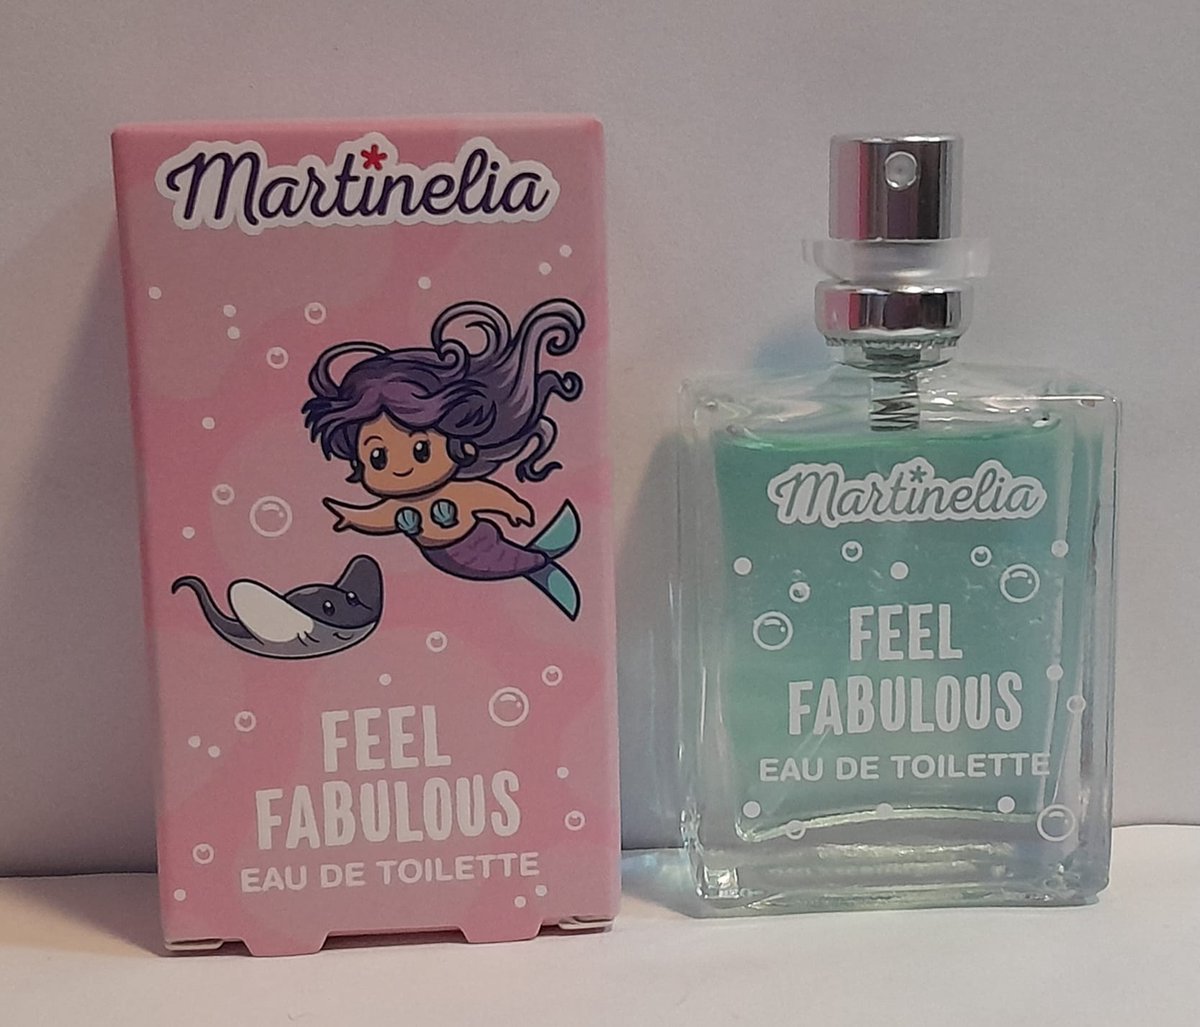 Martinelia
FEEL
FABULOUS
EAU DE TOILETTE
Martinelia
FEEL
FABULOUS
EAU DE TOILETTE